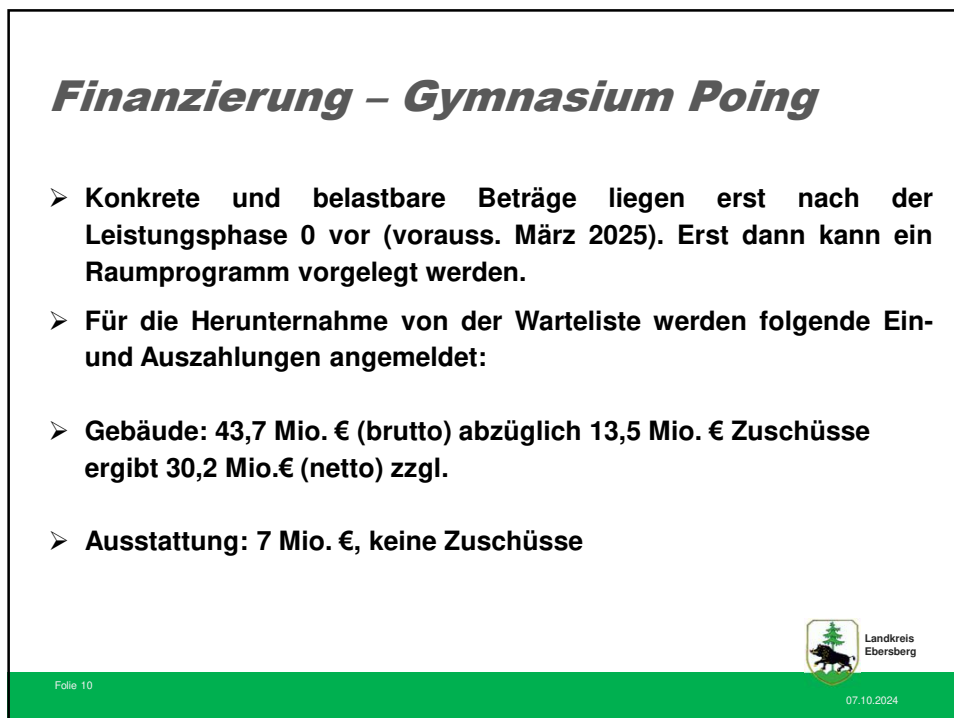 Finanzierung – Gymnasium Poing
➢ Konkrete und belastbare Beträge liegen erst nach der
Leistungsphase 0 vor (vorauss. März 2025). Erst dann kann ein
Raumprogramm vorgelegt werden.
➢ Für die Herunternahme von der Warteliste werden folgende Ein-
und Auszahlungen angemeldet:
➢ Gebäude: 43,7 Mio. € (brutto) abzüglich 13,5 Mio. € Zuschüsse
ergibt 30,2 Mio.€ (netto) zzgl.
➢ Ausstattung: 7 Mio. €, keine Zuschüsse
Landkreis
Ebersberg
Folie 10
07.10.2024